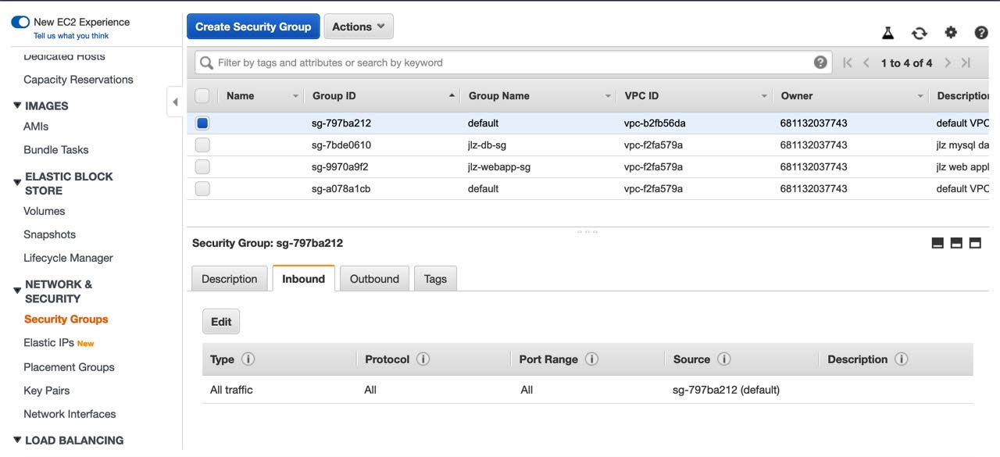 New EC2 Experience
Tell us what you think
Dedicated Hosts
Capacity Reservations
IMAGES
AMIs
Bundle Tasks
ELASTIC BLOCK
STORE
Volumes
Snapshots
Lifecycle Manager
NETWORK &
SECURITY
Security Groups
Elastic IPs New
Placement Groups
Key Pairs
Network Interfaces
LOAD BALANCING
Create Security Group Actions
Filter by tags and attributes or search by keyword 1 to 4 of 4
Name Group ID Group Name VPC ID Owner Description
sg-797ba212 default vpc-b2fb56da 681132037743 default VPC
sg-7bde0610 jlz-db-sg vpc-f2fa579a 681132037743 jlz mysql da
sg-9970a9f2 jlz-webapp-sg vpc-f2fa579a 681132037743 jlz web appl
sg-a078a1cb default vpc-f2fa579a 681132037743 default VPC
Security Group: sg-797ba212
Description Inbound Outbound Tags
Edit
Type Protocol Port Range Source Description
All traffic All All sg-797ba212 (default)